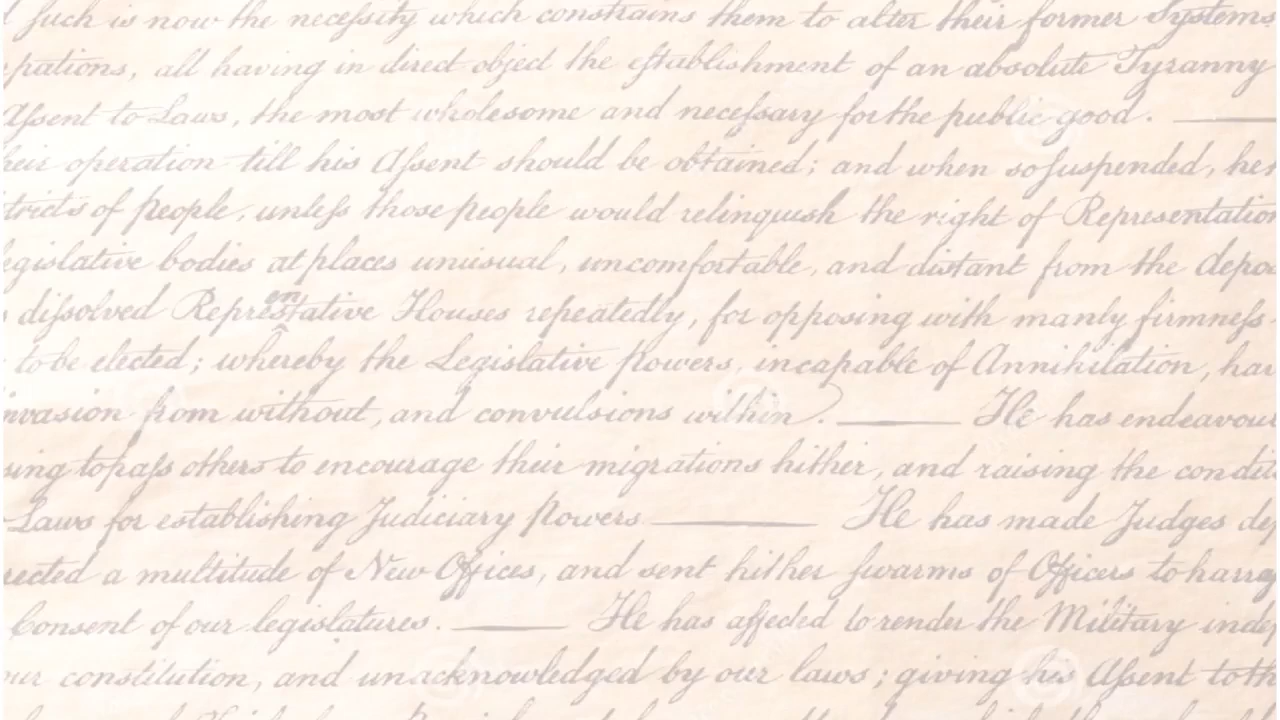 such is now the necessity which constrains them to alter their former Systems
pations, all having in direct object the establishment of an absolute Tyranny
Assent to Laws, the most wholesome and necessary for the public good.
heir operation till his Assent should be obtained; and when so suspended, he
tricts of people, unless those people would relinquish the right of Representation
egislative bodies at places unusual, uncomfortable, and distant from the depo
dissolved Representative Houses repeatedly, for opposing with manly firmness
to be elected; whereby the Legislative powers, incapable of Annihilation, hav
nvasion from without, and convulsions within. He has endeavour
sing to pass others to encourage their migrations hither, and raising the condit
Laws for establishing Judiciary powers He has made Judges dep
rected a multitude of New Offices, and sent hither swarms of Officers to harra
Consent of our legislatures. He has affected to render the Military indep
our constitution, and unacknowledged by our laws; giving his Assent to th